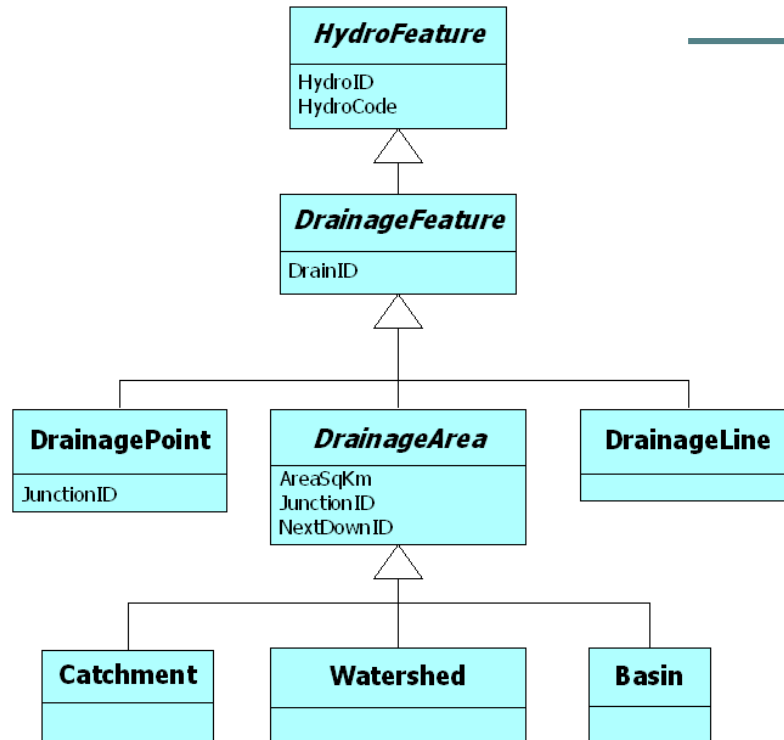 HydroFeature
HydroID
HydroCode
DrainageFeature
DrainID
DrainagePoint
JunctionID
DrainageArea
AreaSqKm
JunctionID
NextDownID
DrainageLine
Catchment
Watershed
Basin